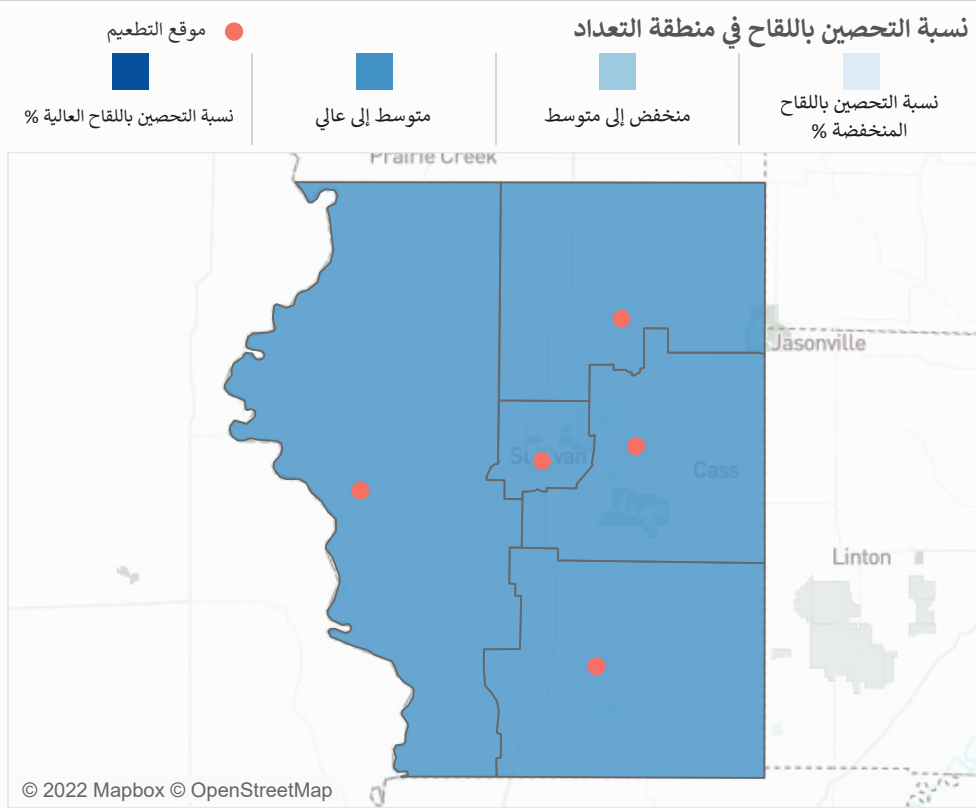 نسبة التحصين باللقاح في منطقة التعداد
موقع التطعيم
نسبة التحصين باللقاح
المنخفضة %
منخفض إلى متوسط
متوسط إلى عالي
نسبة التحصين باللقاح العالية %
Prairie Creek
Jasonville
Sullivan
Cass
Linton
© 2022 Mapbox © OpenStreetMap